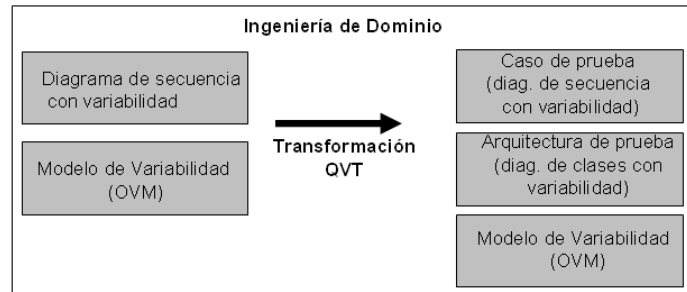 Ingeniería de Dominio
Diagrama de secuencia
con variabilidad
Modelo de Variabilidad
(OVM)
Transformación
QVT
Caso de prueba
(diag. de secuencia
con variabilidad)
Arquitectura de prueba
(diag. de clases con
variabilidad)
Modelo de Variabilidad
(OVM)